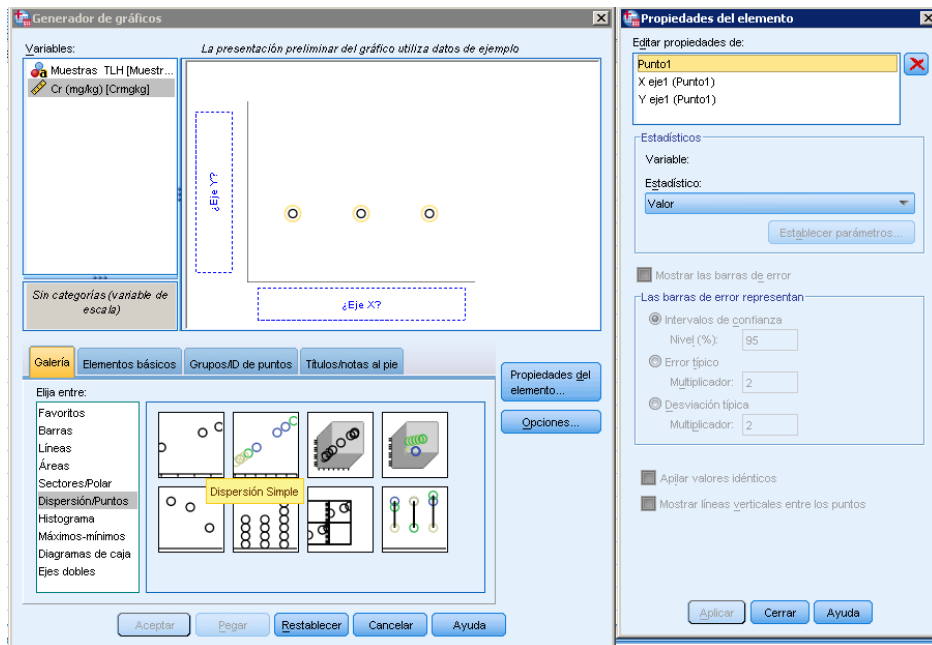 Generador de gráficos
Variables:
La presentación preliminar del gráfico utiliza datos de ejemplo
Muestras TLH [Muestr...
Cr (mg/kg) [Crmgkg]
¿Eje Y?
¿Eje X?
Sin categorías (variable de
escala)
Galería
Elementos básicos
Grupos/ID de puntos
Títulos/notas al pie
Elija entre:
Favoritos
Barras
Líneas
Áreas
Sectores/Polar
Dispersión/Puntos
Histograma
Máximos-mínimos
Diagramas de caja
Ejes dobles
Dispersión Simple
Propiedades del
elemento...
Opciones...
Aceptar
Pegar
Restablecer
Cancelar
Ayuda
Propiedades del elemento
Editar propiedades de:
Punto1
X eje1 (Punto1)
Y eje1 (Punto1)
Estadísticos
Variable:
Estadístico:
Valor
Establecer parámetros...
Mostrar las barras de error
Las barras de error representan
Intervalos de confianza
Nivel (%): 95
Error típico
Multiplicador: 2
Desviación típica
Multiplicador: 2
Apilar valores idénticos
Mostrar líneas verticales entre los puntos
Aplicar
Cerrar
Ayuda